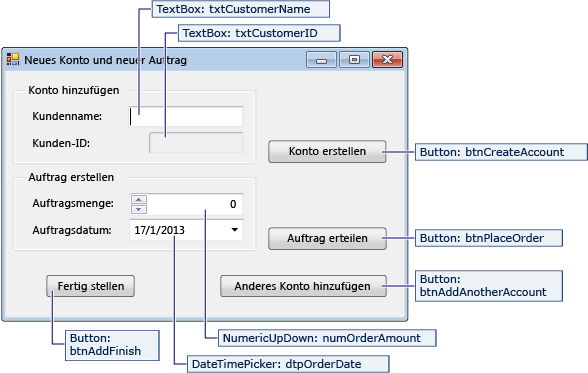 TextBox: txtCustomerName
TextBox: txtCustomerID
Neues Konto und neuer Auftrag
Konto hinzufügen
Kundenname:
Kunden-ID:
Konto erstellen
Button: btnCreateAccount
Auftrag erstellen
Auftragsmenge:
0
Auftragsdatum:
17/1/2013
Auftrag erteilen
Button: btnPlaceOrder
Fertig stellen
Anderes Konto hinzufügen
Button:
btnAddAnotherAccount
Button:
btnAddFinish
NumericUpDown: numOrderAmount
DateTimePicker: dtpOrderDate